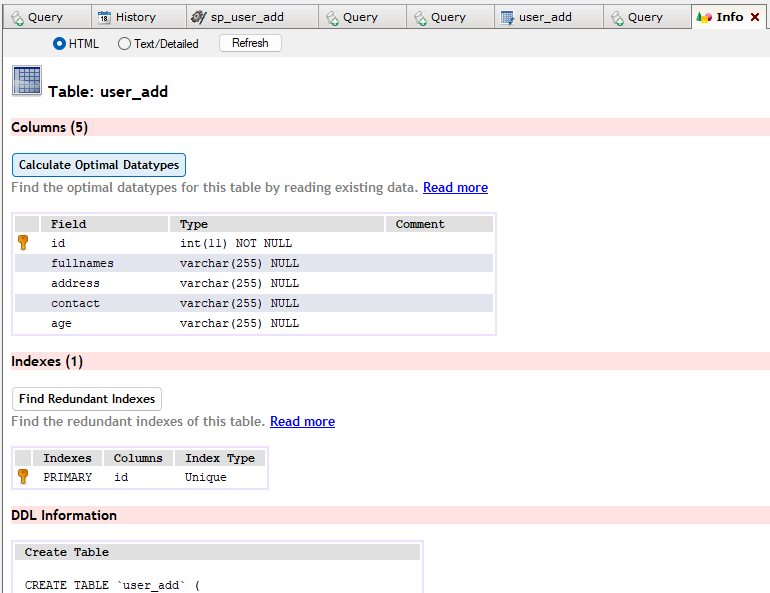 Query History sp_user_add Query Query user_add Query Info
18
HTML Text/Detailed Refresh
Table: user_add
Columns (5)
Calculate Optimal Datatypes
Find the optimal datatypes for this table by reading existing data. Read more
Field Type Comment
id int(11) NOT NULL
fullnames varchar(255) NULL
address varchar(255) NULL
contact varchar(255) NULL
age varchar(255) NULL
Indexes (1)
Find Redundant Indexes
Find the redundant indexes of this table. Read more
Indexes Columns Index Type
PRIMARY id Unique
DDL Information
Create Table
CREATE TABLE `user_add` (